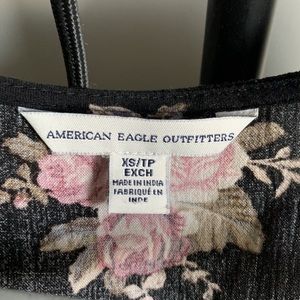 AMERICAN EAGLE OUTFITTERS
XS/TP
EXCH
MADE IN INDIA
FABRIQUÉ EN
INDE